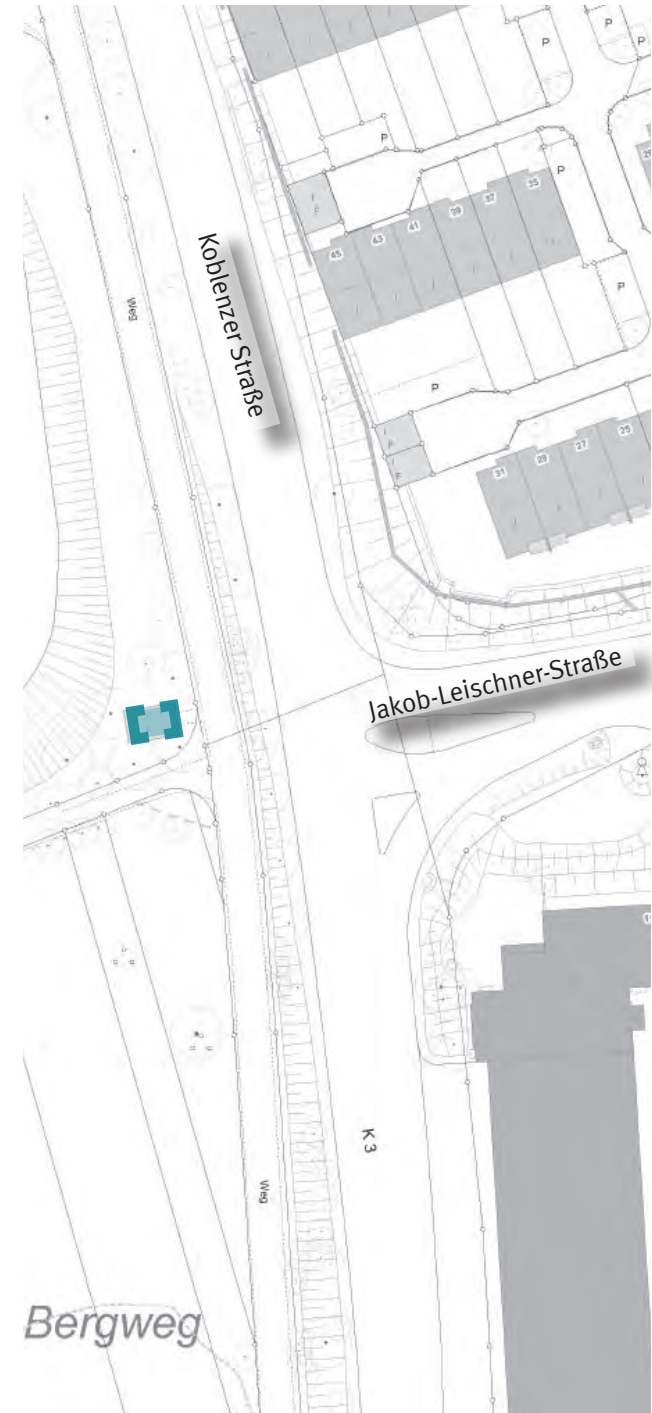 P
P
P
P
35
37
39
41
43
45
P
Weg
Koblenzer Straße
P
P
25
27
29
31
Jakob-Leischner-Straße
K 3
Weg
Bergweg